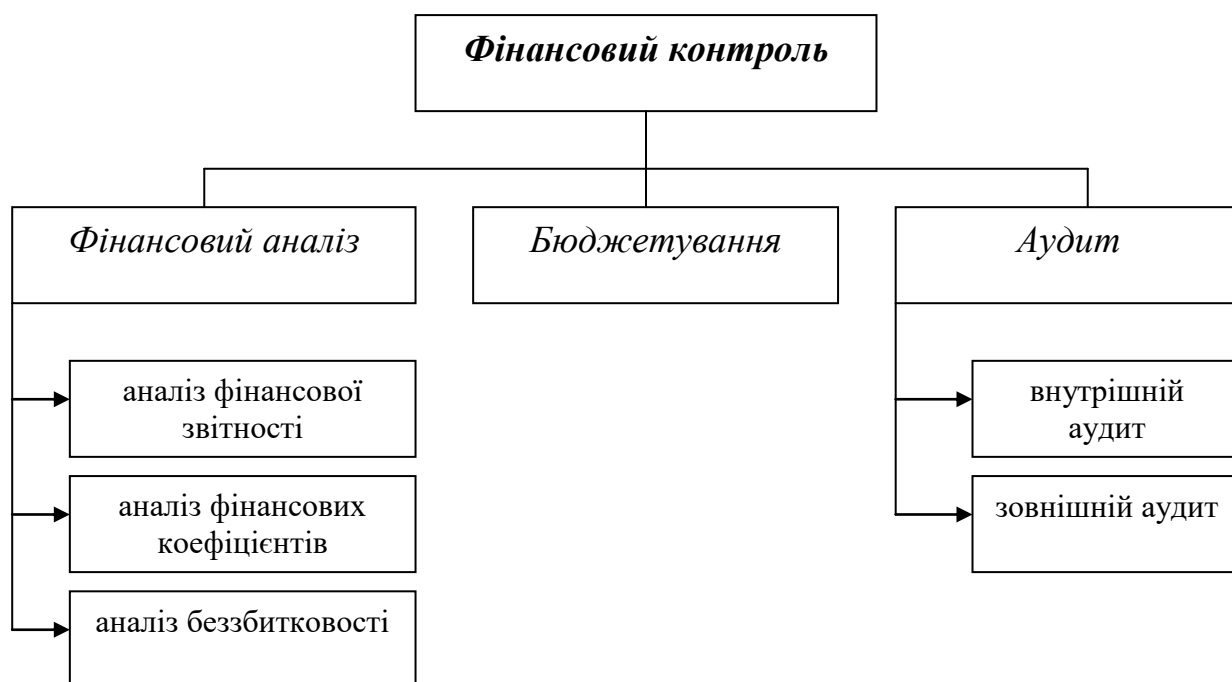 Фінансовий контроль
Фінансовий аналіз
Бюджетування
Аудит
аналіз фінансової
звітності
аналіз фінансових
коефіцієнтів
аналіз беззбитковості
внутрішній
аудит
зовнішній аудит